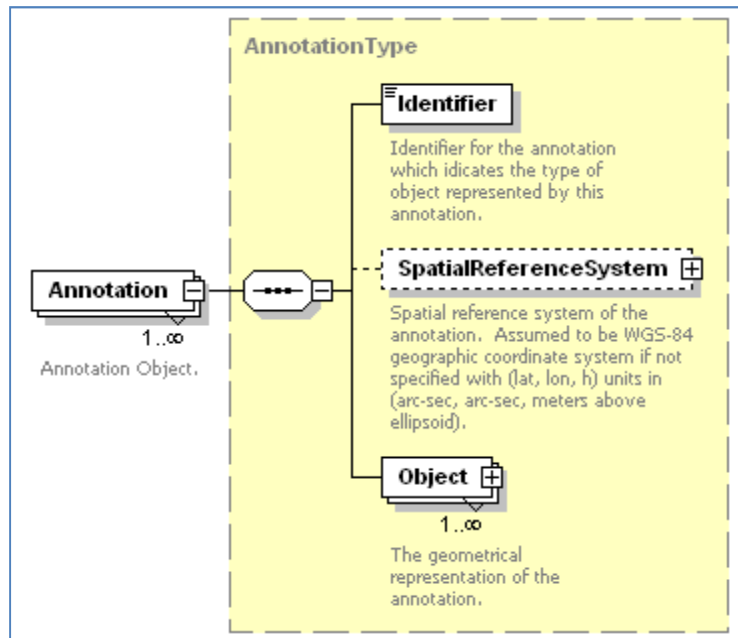 AnnotationType
Identifier
Identifier for the annotation
which idicates the type of
object represented by this
annotation.
SpatialReferenceSystem
Spatial reference system of the
annotation. Assumed to be WGS-84
geographic coordinate system if not
specified with (lat, lon, h) units in
(arc-sec, arc-sec, meters above
ellipsoid).
Annotation
1..∞
Annotation Object.
Object
1..∞
The geometrical
representation of the
annotation.